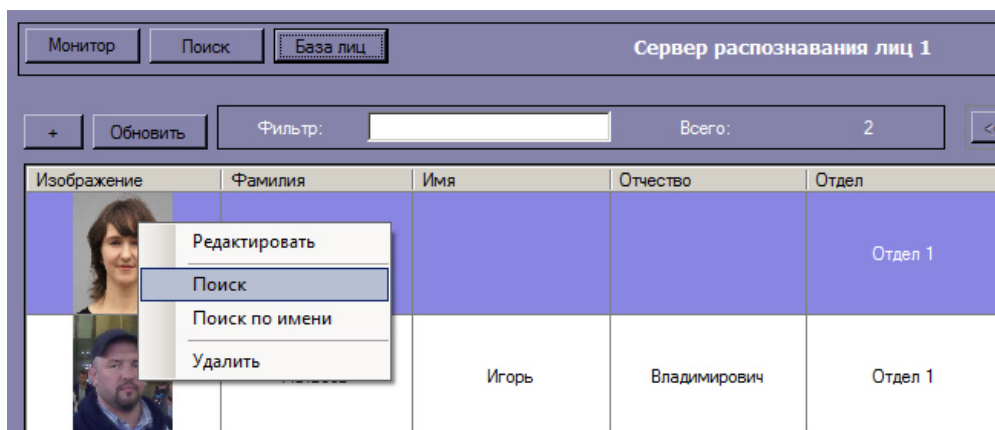 Монитор Поиск База лиц Сервер распознавания лиц 1
+ Обновить Фильтр: Всего: 2 <
Изображение Фамилия Имя Отчество Отдел
Редактировать
Отдел 1
Поиск
Поиск по имени
Удалить
Игорь Владимирович Отдел 1